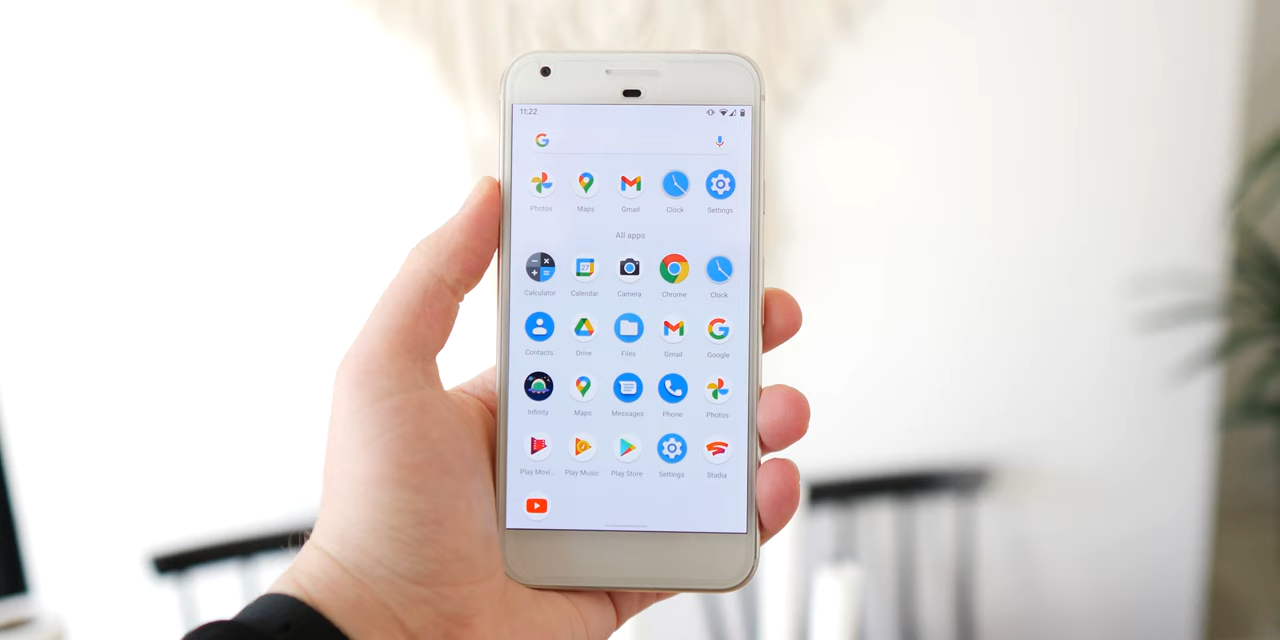 11:22
Photos Maps Gmail Clock Settings
All apps
27
Calculator Calendar Camera Chrome Clock
Contacts Drive Files Gmail Google
Infinity Maps Messages Phone Photos
Play Movi... Play Music Play Store Settings Stadia